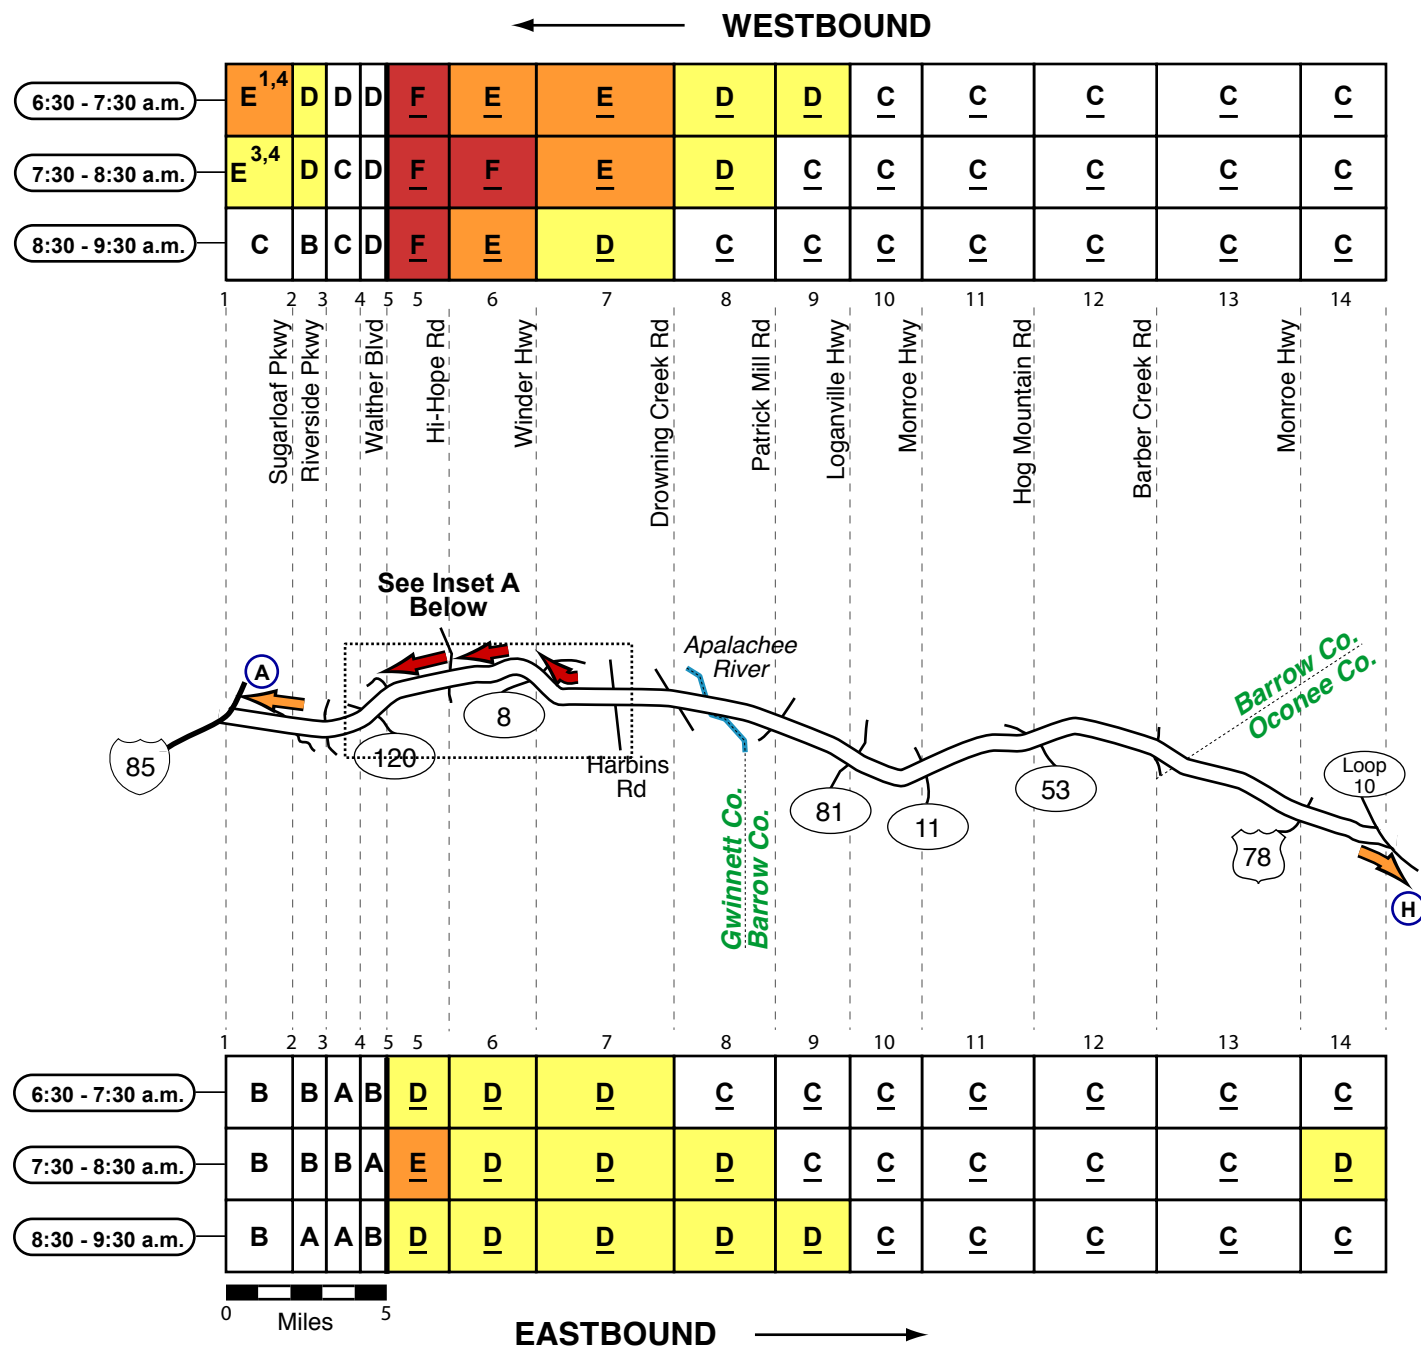 WESTBOUND
6:30 - 7:30 a.m. E 1,4 D D D F E E D D C C C C C
7:30 - 8:30 a.m. E 3,4 D C D F F E D C C C C C C
8:30 - 9:30 a.m. C B C D F E D C C C C C C C
1 2 3 4 5 5 6 7 8 9 10 11 12 13 14
Sugarloaf Pkwy
Riverside Pkwy
Walther Blvd
Hi-Hope Rd
Winder Hwy
Drowning Creek Rd
Patrick Mill Rd
Loganville Hwy
Monroe Hwy
Hog Mountain Rd
Barber Creek Rd
Monroe Hwy
See Inset A
Below
Apalachee
River
Barrow Co.
Oconee Co.
A
8
85
120
Harbins
Rd
81
11
53
Loop
10
78
H
Gwinnett Co.
Barrow Co.
1 2 3 4 5 5 6 7 8 9 10 11 12 13 14
6:30 - 7:30 a.m. B B A B D D D C C C C C C C
7:30 - 8:30 a.m. B B B A E D D D C C C C C D
8:30 - 9:30 a.m. B A A B D D D D D C C C C C
0 5
Miles
EASTBOUND